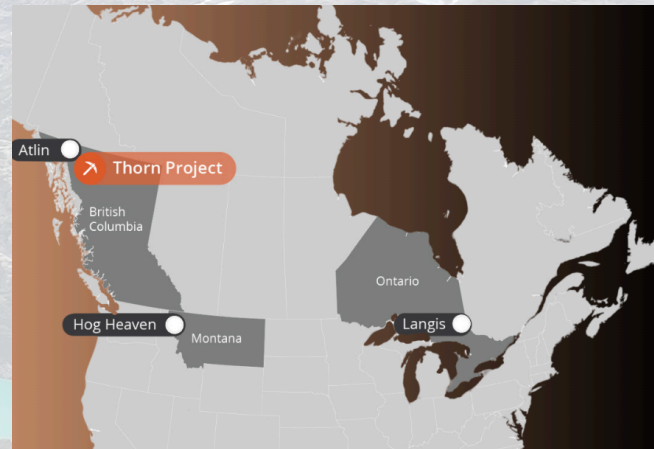 Atlin
Thorn Project
British
Columbia
Ontario
Hog Heaven
Montana
Langis